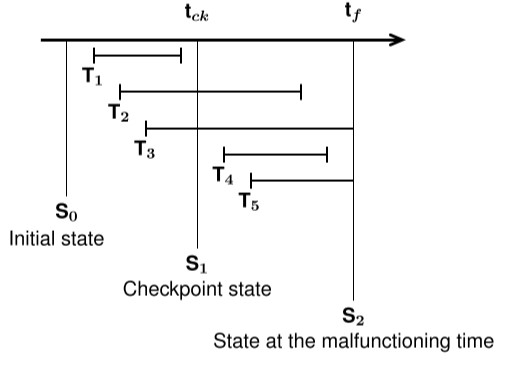 t_ck t_f
T₁
T₂
T₃
T₄
T₅
S₀
Initial state
S₁
Checkpoint state
S₂
State at the malfunctioning time